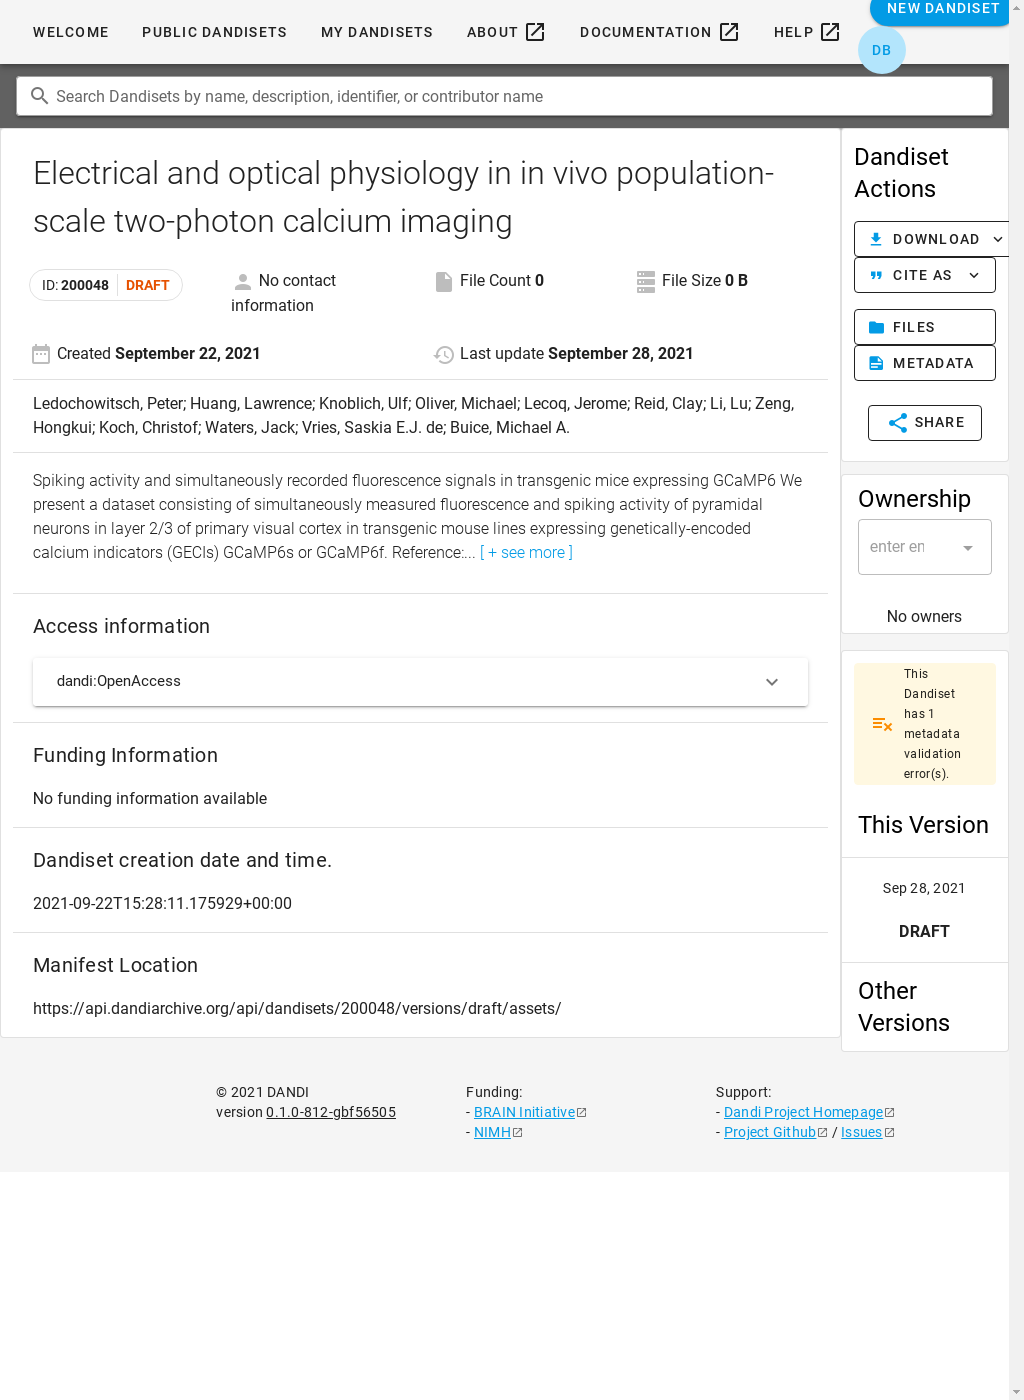 WELCOME PUBLIC DANDISETS MY DANDISETS ABOUT DOCUMENTATION HELP NEW DANDISET
DB
Search Dandisets by name, description, identifier, or contributor name
Electrical and optical physiology in in vivo population-
scale two-photon calcium imaging
ID: 200048 DRAFT
No contact
information
File Count 0
File Size 0 B
Created September 22, 2021
Last update September 28, 2021
Ledochowitsch, Peter; Huang, Lawrence; Knoblich, Ulf; Oliver, Michael; Lecoq, Jerome; Reid, Clay; Li, Lu; Zeng,
Hongkui; Koch, Christof; Waters, Jack; Vries, Saskia E.J. de; Buice, Michael A.
Spiking activity and simultaneously recorded fluorescence signals in transgenic mice expressing GCaMP6 We
present a dataset consisting of simultaneously measured fluorescence and spiking activity of pyramidal
neurons in layer 2/3 of primary visual cortex in transgenic mouse lines expressing genetically-encoded
calcium indicators (GECIs) GCaMP6s or GCaMP6f. Reference:... [ + see more ]
Access information
dandi:OpenAccess
Funding Information
No funding information available
Dandiset creation date and time.
2021-09-22T15:28:11.175929+00:00
Manifest Location
https://api.dandiarchive.org/api/dandisets/200048/versions/draft/assets/
Dandiset
Actions
DOWNLOAD
CITE AS
FILES
METADATA
SHARE
Ownership
enter en
No owners
This
Dandiset
has 1
metadata
validation
error(s).
This Version
Sep 28, 2021
DRAFT
Other
Versions
© 2021 DANDI
version 0.1.0-812-gbf56505
Funding:
- BRAIN Initiative
- NIMH
Support:
- Dandi Project Homepage
- Project Github / Issues